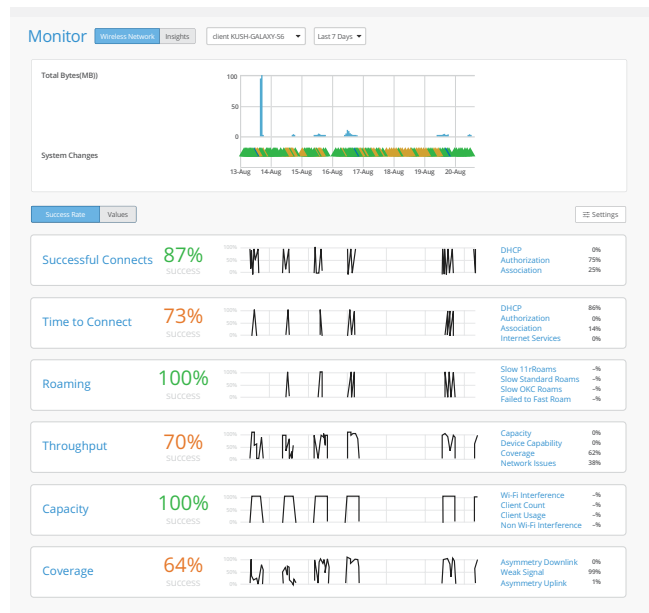 Monitor Wireless Network Insights client KUSH-GALAXY-S6 Last 7 Days
Total Bytes(MB))
100
50
0
System Changes
13-Aug 14-Aug 15-Aug 16-Aug 17-Aug 18-Aug 19-Aug 20-Aug
Success Rate Values Settings
Successful Connects 87% success
100%
50%
0%
DHCP 0%
Authorization 75%
Association 25%
Time to Connect 73% success
100%
50%
0%
DHCP 86%
Authorization 0%
Association 14%
Internet Services 0%
Roaming 100% success
100%
50%
0%
Slow 11rRoams -%
Slow Standard Roams -%
Slow OKC Roams -%
Failed to Fast Roam -%
Throughput 70% success
100%
50%
0%
Capacity 0%
Device Capability 0%
Coverage 62%
Network Issues 38%
Capacity 100% success
100%
50%
0%
Wi-Fi Interference -%
Client Count -%
Client Usage -%
Non Wi-Fi Interference -%
Coverage 64% success
100%
50%
0%
Asymmetry Downlink 0%
Weak Signal 99%
Asymmetry Uplink 1%